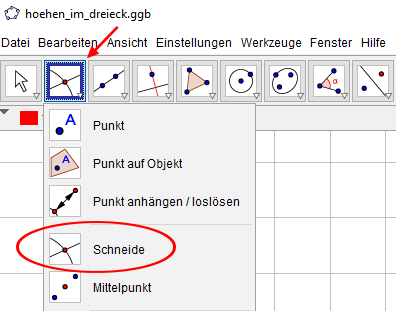 hoehen_im_dreieck.ggb
Datei Bearbeiten Ansicht Einstellungen Werkzeuge Fenster Hilfe
α
A
Punkt
A
Punkt auf Objekt
Punkt anhängen / loslösen
Schneide
Mittelpunkt